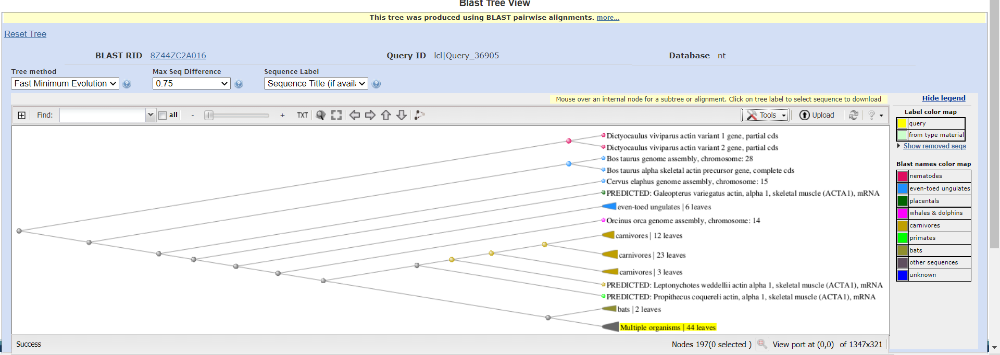 Blast Tree View
This tree was produced using BLAST pairwise alignments. more...
Reset Tree
BLAST RID 8Z44ZC2A016 Query ID lcl|Query_36905 Database nt
Tree method Max Seq Difference Sequence Label
Fast Minimum Evolution 0.75 Sequence Title (if availa
Mouse over an internal node for a subtree or alignment. Click on tree label to select sequence to download
Hide legend
Find: all - + TXT Tools Upload ?
Label color map
query
from type material
Show removed seqs
Blast names color map
nematodes
even-toed ungulates
placentals
whales & dolphins
carnivores
primates
bats
other sequences
unknown
Dictyocaulus viviparus actin variant 1 gene, partial cds
Dictyocaulus viviparus actin variant 2 gene, partial cds
Bos taurus genome assembly, chromosome: 28
Bos taurus alpha skeletal actin precursor gene, complete cds
Cervus elaphus genome assembly, chromosome: 15
PREDICTED: Galeopterus variegatus actin, alpha 1, skeletal muscle (ACTA1), mRNA
even-toed ungulates | 6 leaves
Orcinus orca genome assembly, chromosome: 14
carnivores | 12 leaves
carnivores | 23 leaves
carnivores | 3 leaves
PREDICTED: Leptonychotes weddellii actin alpha 1, skeletal muscle (ACTA1), mRNA
PREDICTED: Propithecus coquereli actin, alpha 1, skeletal muscle (ACTA1), mRNA
bats | 2 leaves
Multiple organisms | 44 leaves
Success Nodes 197(0 selected ) View port at (0,0) of 1347x321